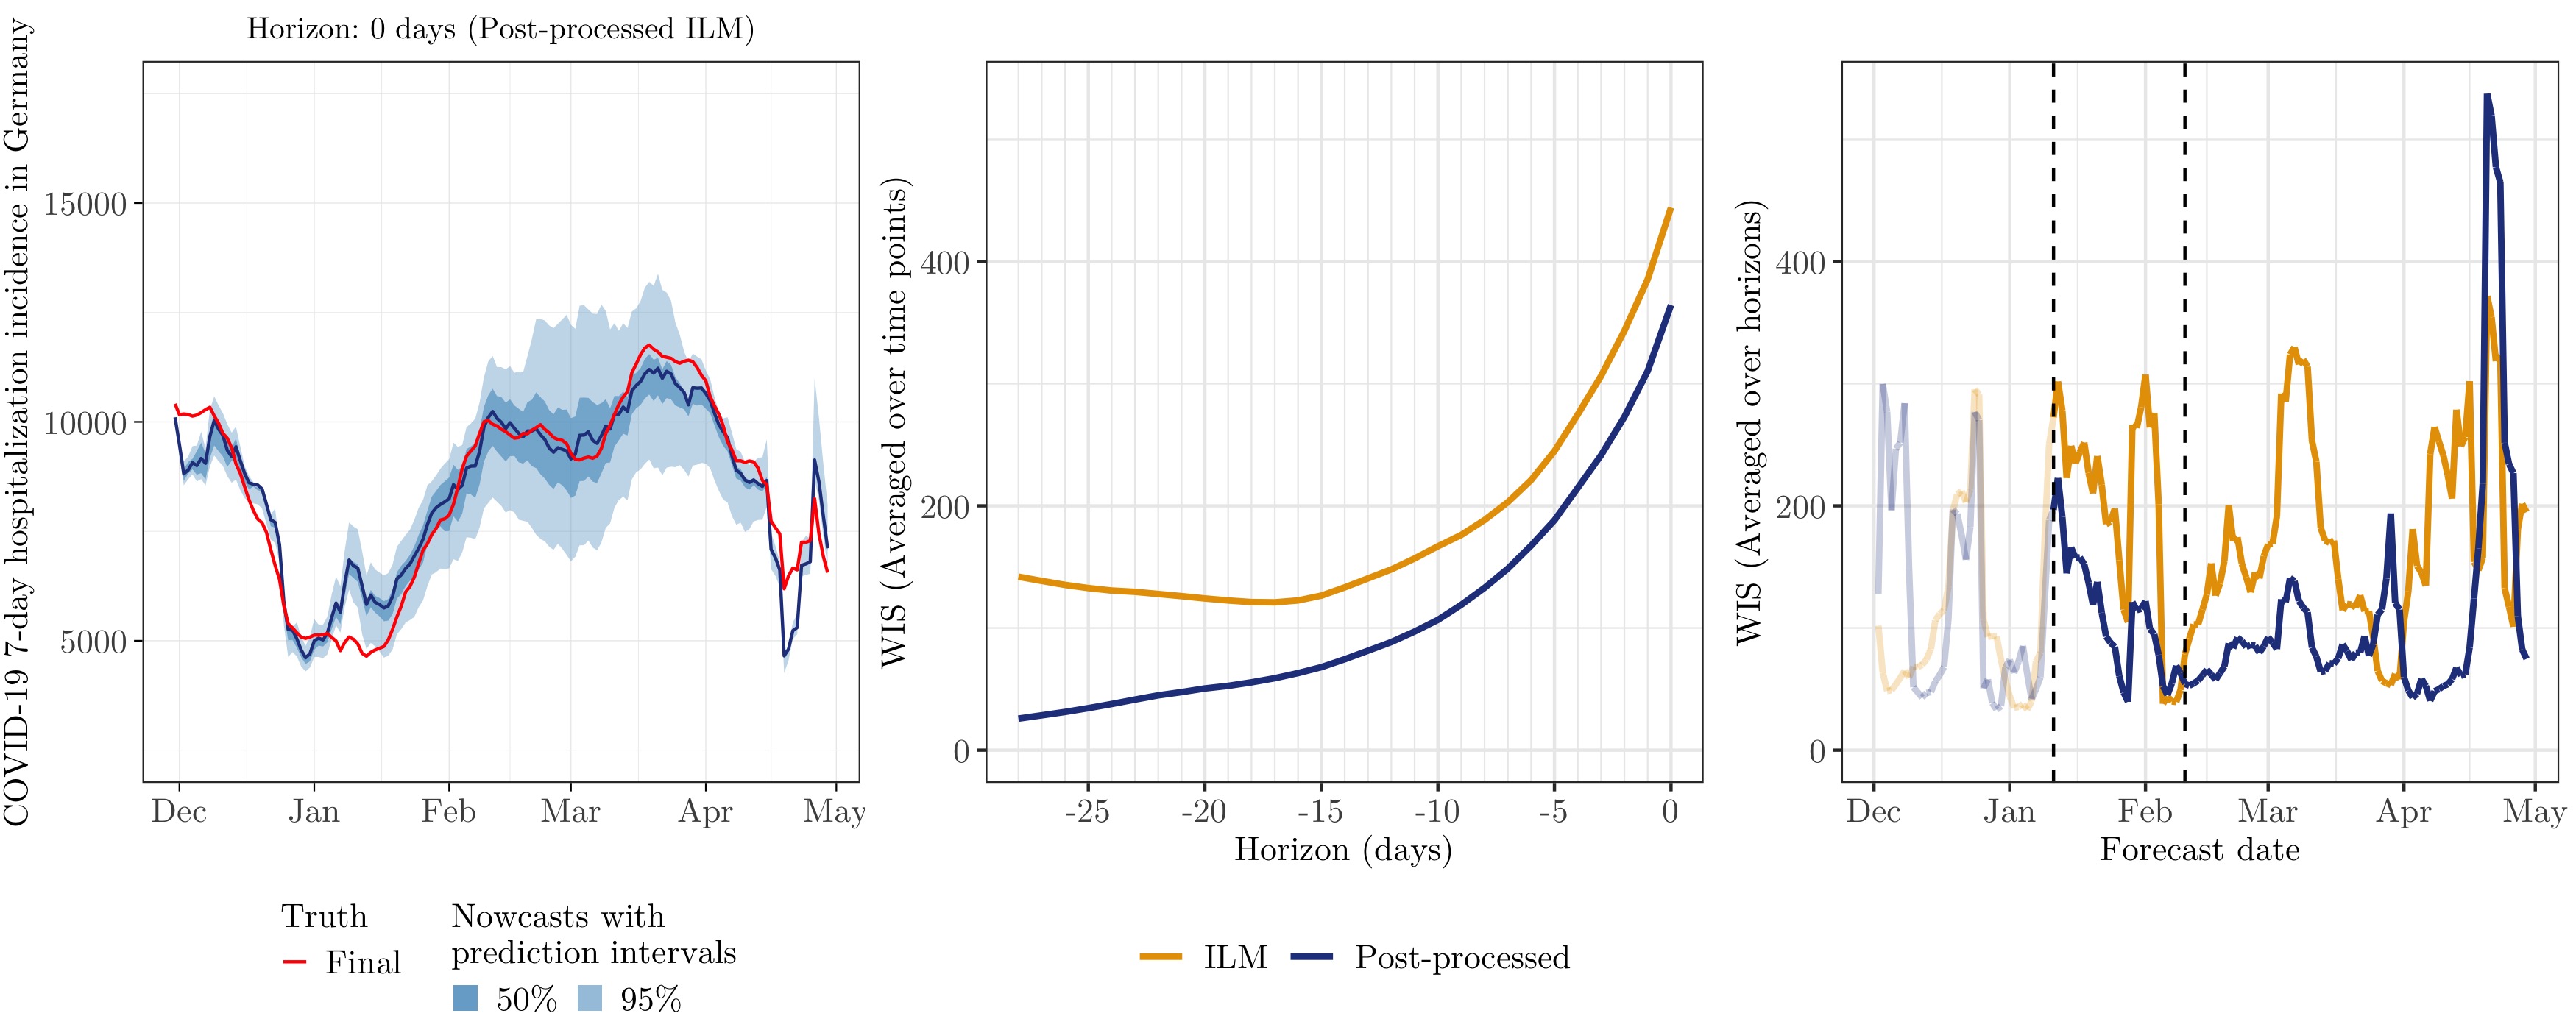 Horizon: 0 days (Post-processed ILM)
COVID-19 7-day hospitalization incidence in Germany
15000
10000
5000
Dec Jan Feb Mar Apr May
Truth
Final
Nowcasts with
prediction intervals
50% 95%
WIS (Averaged over time points)
400
200
0
-25 -20 -15 -10 -5 0
Horizon (days)
ILM Post-processed
WIS (Averaged over horizons)
400
200
0
Dec Jan Feb Mar Apr May
Forecast date